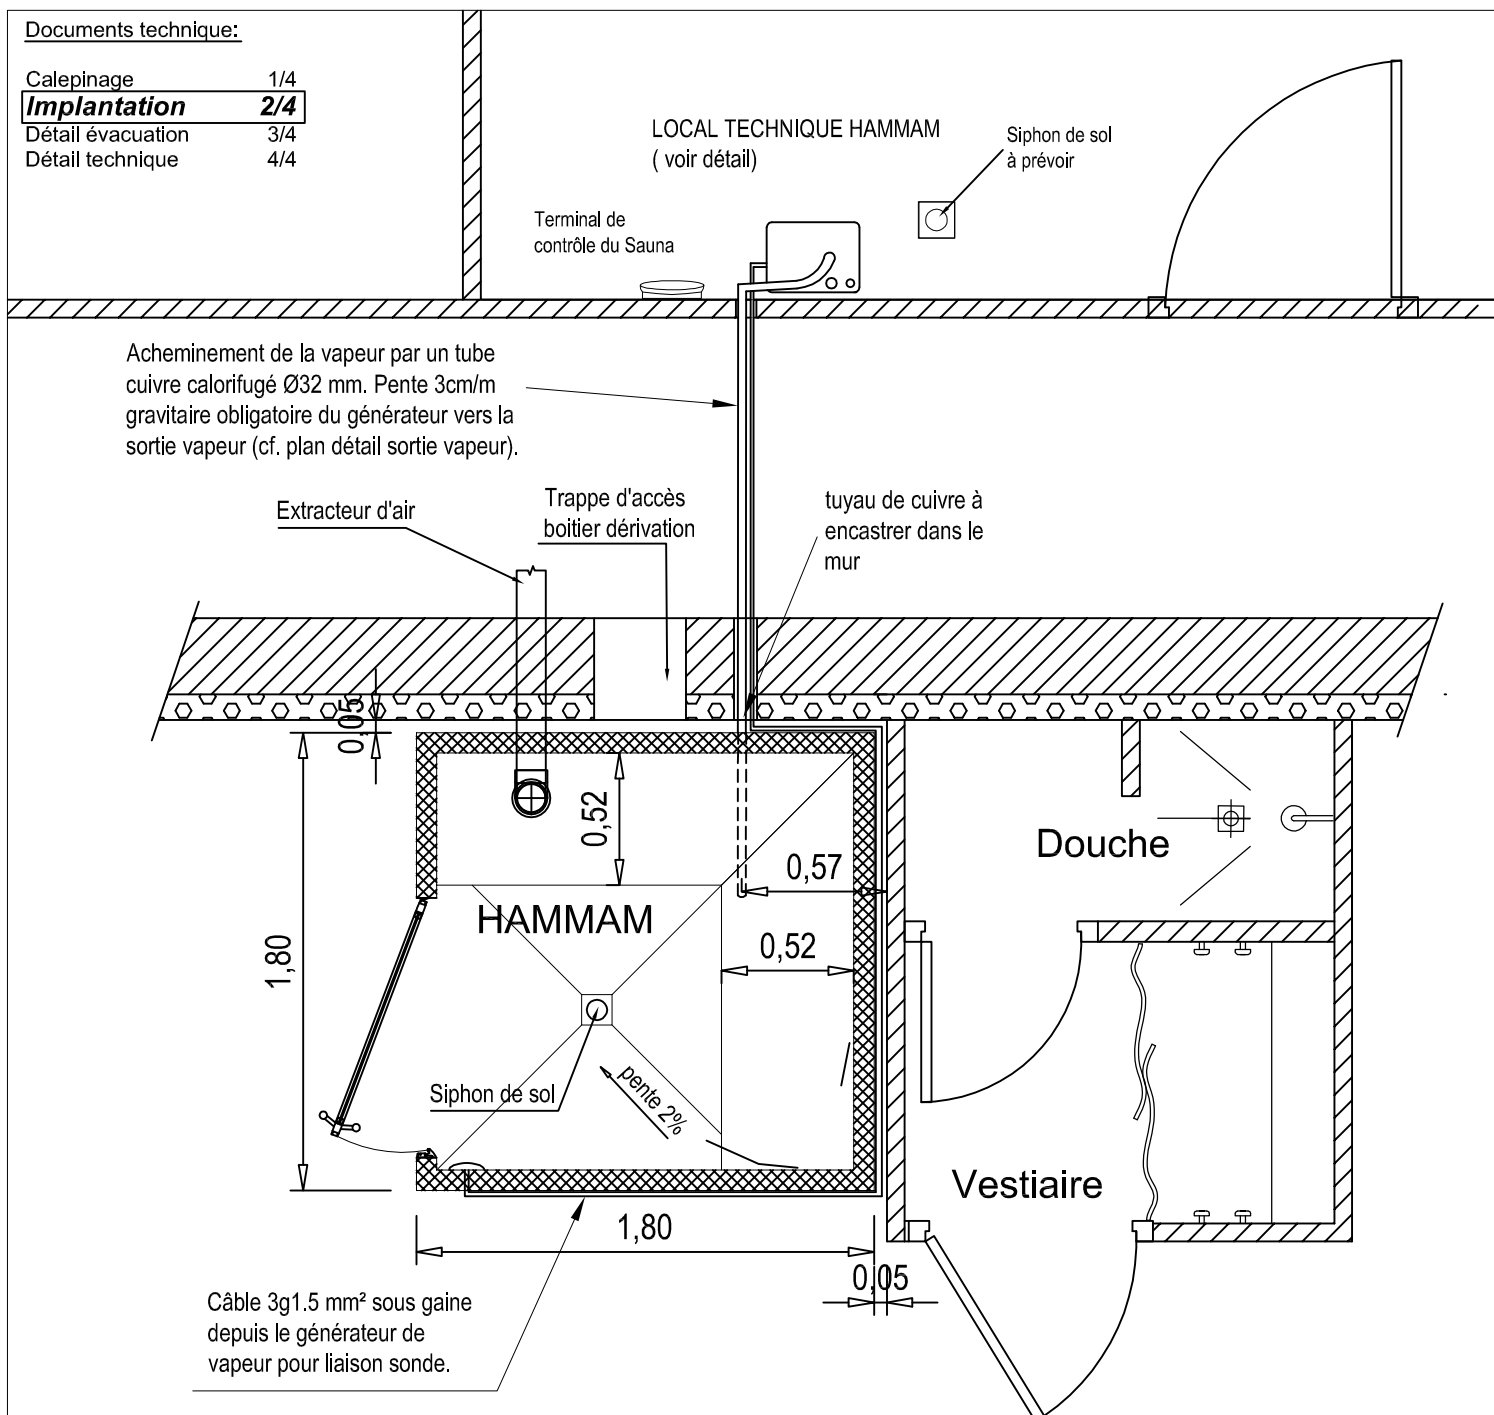 Documents technique:
Calepinage 1/4
Implantation 2/4
Détail évacuation 3/4
Détail technique 4/4
LOCAL TECHNIQUE HAMMAM
( voir détail)
Siphon de sol
à prévoir
Terminal de
contrôle du Sauna
Acheminement de la vapeur par un tube
cuivre calorifugé Ø32 mm. Pente 3cm/m
gravitaire obligatoire du générateur vers la
sortie vapeur (cf. plan détail sortie vapeur).
Extracteur d'air
Trappe d'accès
boitier dérivation
tuyau de cuivre à
encastrer dans le
mur
0,05
0,52
0,57
Douche
HAMMAM
0,52
1,80
Siphon de sol
pente 2%
Vestiaire
1,80
0,05
Câble 3g1.5 mm² sous gaine
depuis le générateur de
vapeur pour liaison sonde.